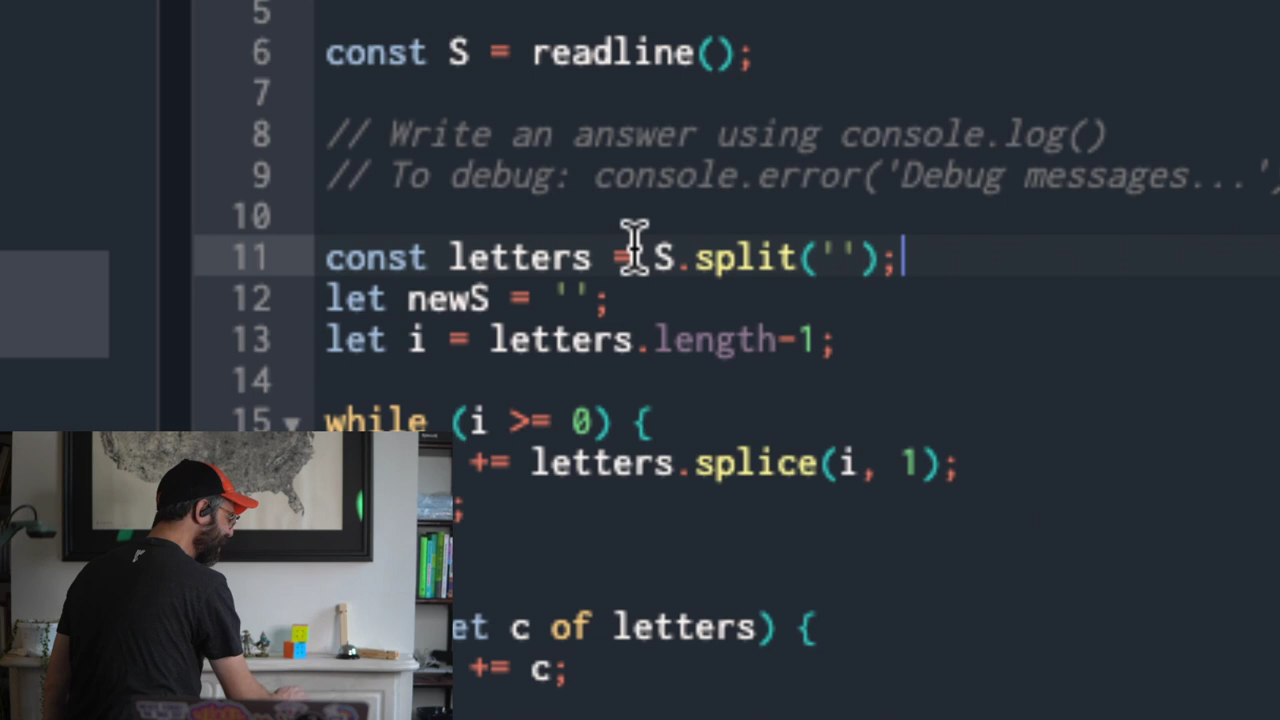 5
6 const S = readline();
7
8 // Write an answer using console.log()
9 // To debug: console.error('Debug messages...')
10
11 const letters = S.split('');
12 let newS = '';
13 let i = letters.length-1;
14
15 while (i >= 0) {
+= letters.splice(i, 1);
;
et c of letters) {
+= c;